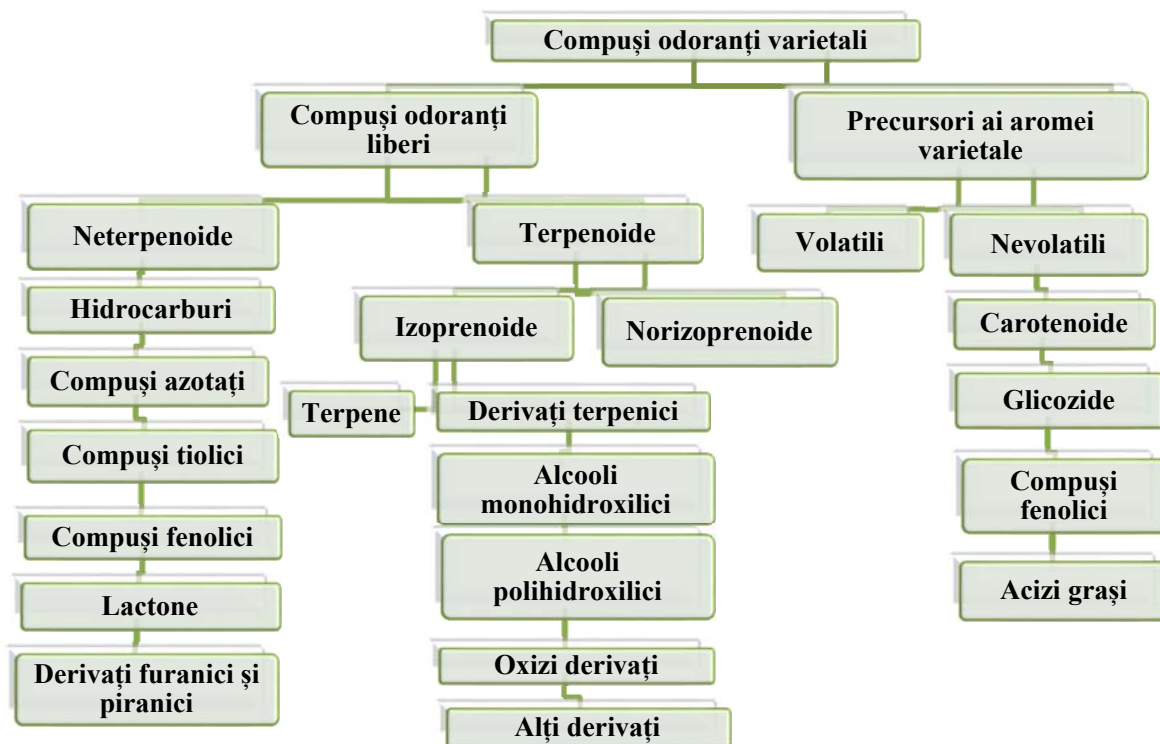 Compuși odoranți varietali
Compuși odoranți
liberi
Precursori ai aromei
varietale
Neterpenoide
Terpenoide
Volatili
Nevolatili
Hidrocarburi
Izoprenoide
Norizoprenoide
Carotenoide
Compuși azotați
Terpene
Derivați terpenici
Glicozide
Compuși tiolici
Alcooli
monohidroxilici
Compuși
fenolici
Compuși fenolici
Alcooli
polihidroxilici
Lactone
Acizi grași
Derivați furanici și
piranici
Oxizi derivați
Alți derivați